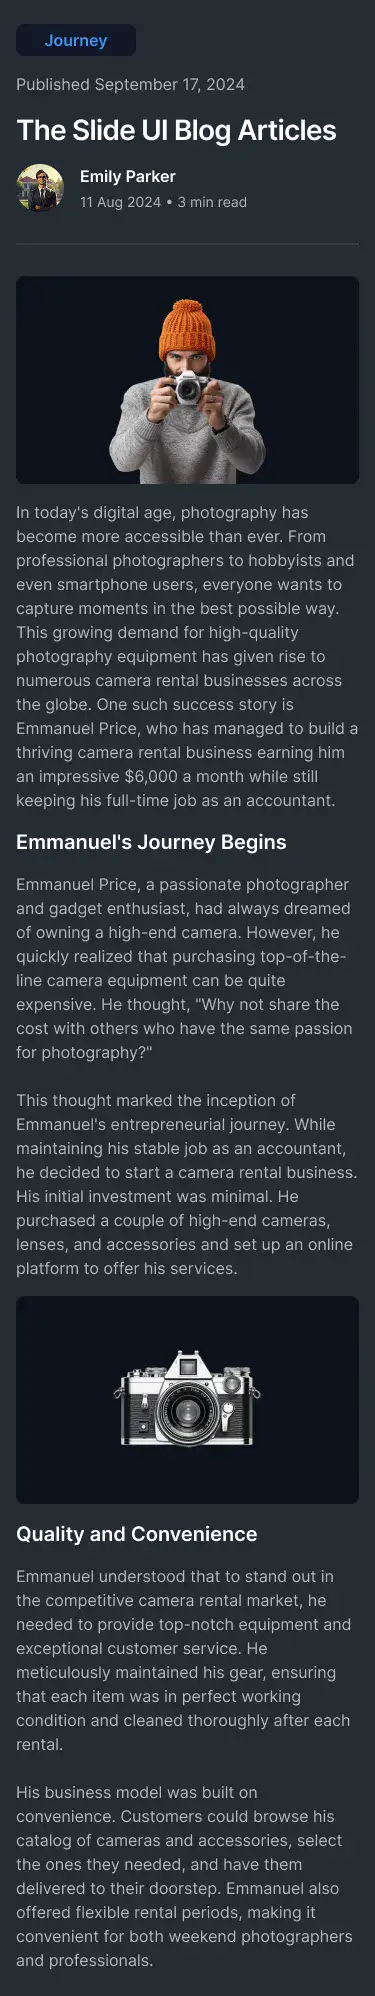 Journey
Published September 17, 2024
The Slide UI Blog Articles
Emily Parker
11 Aug 2024 • 3 min read
In today's digital age, photography has
become more accessible than ever. From
professional photographers to hobbyists and
even smartphone users, everyone wants to
capture moments in the best possible way.
This growing demand for high-quality
photography equipment has given rise to
numerous camera rental businesses across
the globe. One such success story is
Emmanuel Price, who has managed to build a
thriving camera rental business earning him
an impressive $6,000 a month while still
keeping his full-time job as an accountant.
Emmanuel's Journey Begins
Emmanuel Price, a passionate photographer
and gadget enthusiast, had always dreamed
of owning a high-end camera. However, he
quickly realized that purchasing top-of-the-
line camera equipment can be quite
expensive. He thought, "Why not share the
cost with others who have the same passion
for photography?"
This thought marked the inception of
Emmanuel's entrepreneurial journey. While
maintaining his stable job as an accountant,
he decided to start a camera rental business.
His initial investment was minimal. He
purchased a couple of high-end cameras,
lenses, and accessories and set up an online
platform to offer his services.
Quality and Convenience
Emmanuel understood that to stand out in
the competitive camera rental market, he
needed to provide top-notch equipment and
exceptional customer service. He
meticulously maintained his gear, ensuring
that each item was in perfect working
condition and cleaned thoroughly after each
rental.
His business model was built on
convenience. Customers could browse his
catalog of cameras and accessories, select
the ones they needed, and have them
delivered to their doorstep. Emmanuel also
offered flexible rental periods, making it
convenient for both weekend photographers
and professionals.